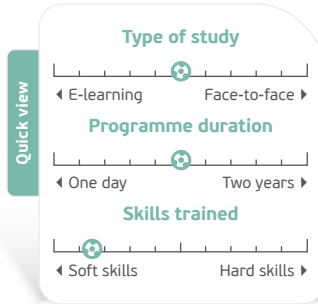 Quick view
Type of study
E-learning Face-to-face
Programme duration
One day Two years
Skills trained
Soft skills Hard skills